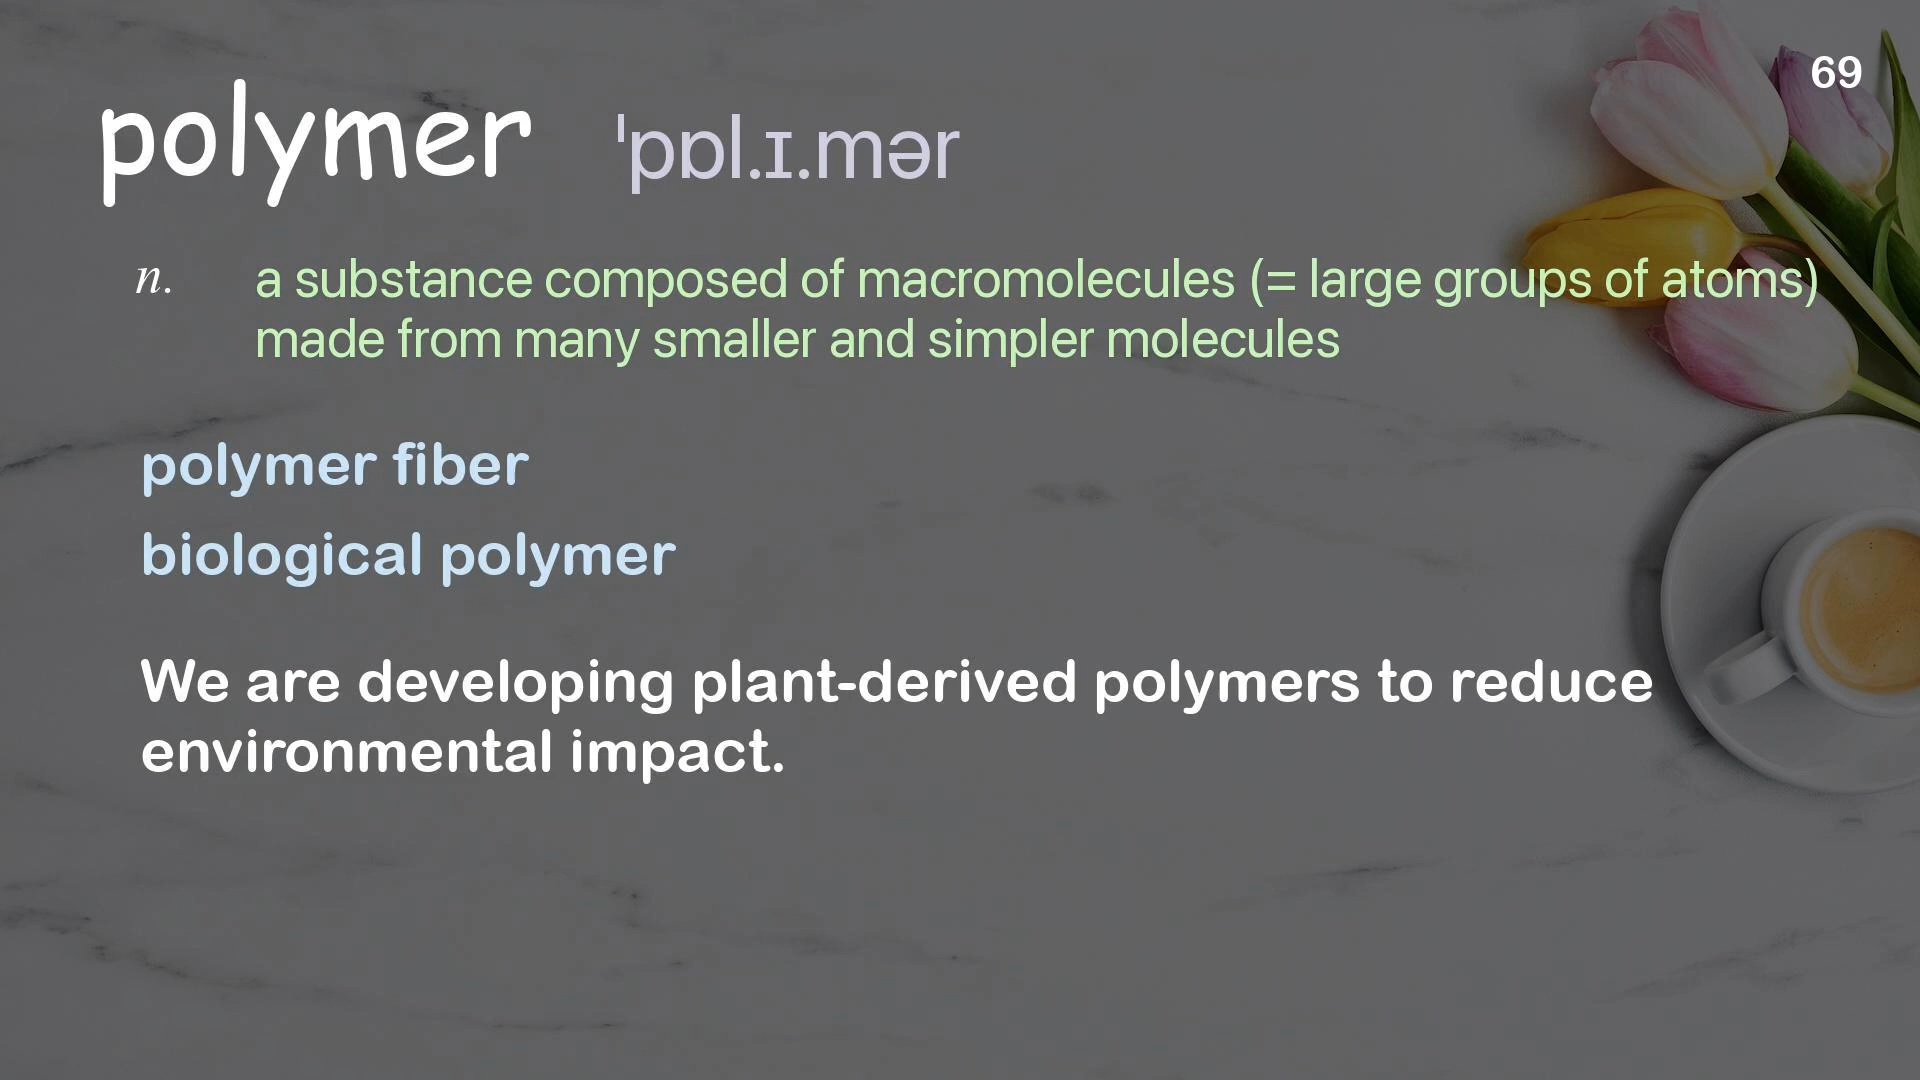 69
polymer ˈpɒl.ɪ.mər
n. a substance composed of macromolecules (= large groups of atoms)
made from many smaller and simpler molecules
polymer fiber
biological polymer
We are developing plant-derived polymers to reduce
environmental impact.